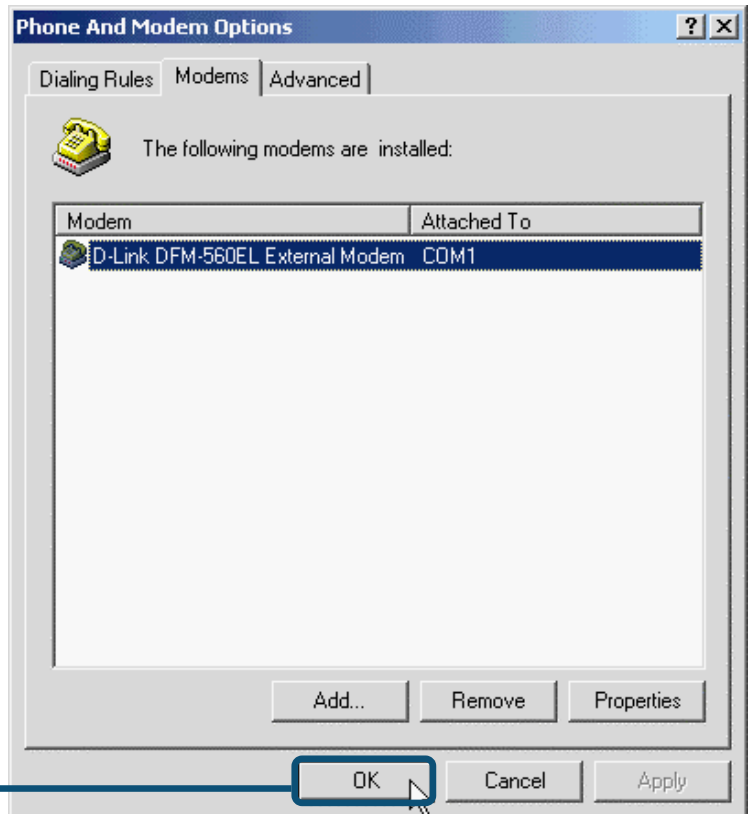 Phone And Modem Options
Dialing Rules Modems Advanced
The following modems are installed:
Modem Attached To
D-Link DFM-560EL External Modem COM1
Add... Remove Properties
OK Cancel Apply